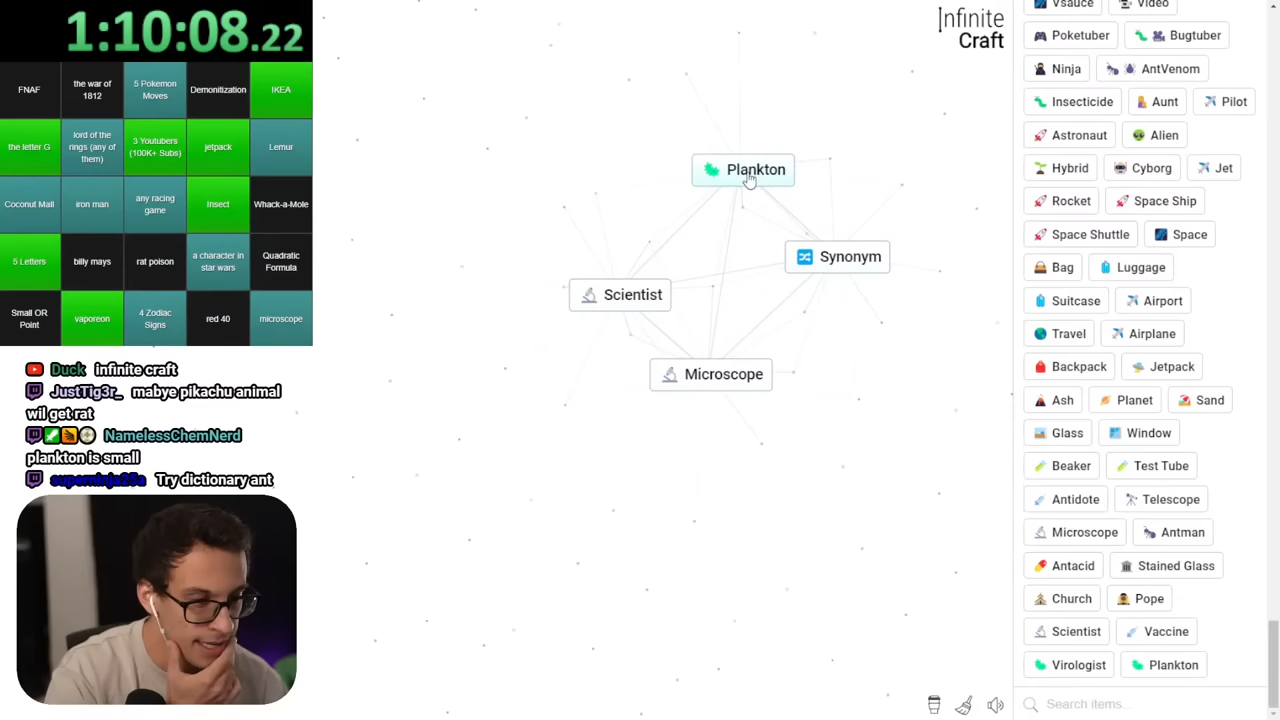 1:10:08.22
FNAF
the war of
1812
5 Pokemon
Moves
Demonitization
IKEA
the letter G
lord of the
rings (any of
them)
3 Youtubers
(100K+ Subs)
jetpack
Lemur
Coconut Mall
iron man
any racing
game
Insect
Whack-a-Mole
5 Letters
billy mays
rat poison
a character in
star wars
Quadratic
Formula
Small OR
Point
vaporeon
4 Zodiac
Signs
red 40
microscope
Duck infinite craft
JustTig3r_ mabye pikachu animal
wil get rat
NamelessChemNerd
plankton is small
superninja25a Try dictionary ant
Infinite
Craft
Plankton
Synonym
Scientist
Microscope
Vsauce Video
Poketuber Bugtuber
Ninja AntVenom
Insecticide Aunt Pilot
Astronaut Alien
Hybrid Cyborg Jet
Rocket Space Ship
Space Shuttle Space
Bag Luggage
Suitcase Airport
Travel Airplane
Backpack Jetpack
Ash Planet Sand
Glass Window
Beaker Test Tube
Antidote Telescope
Microscope Antman
Antacid Stained Glass
Church Pope
Scientist Vaccine
Virologist Plankton
Search items...